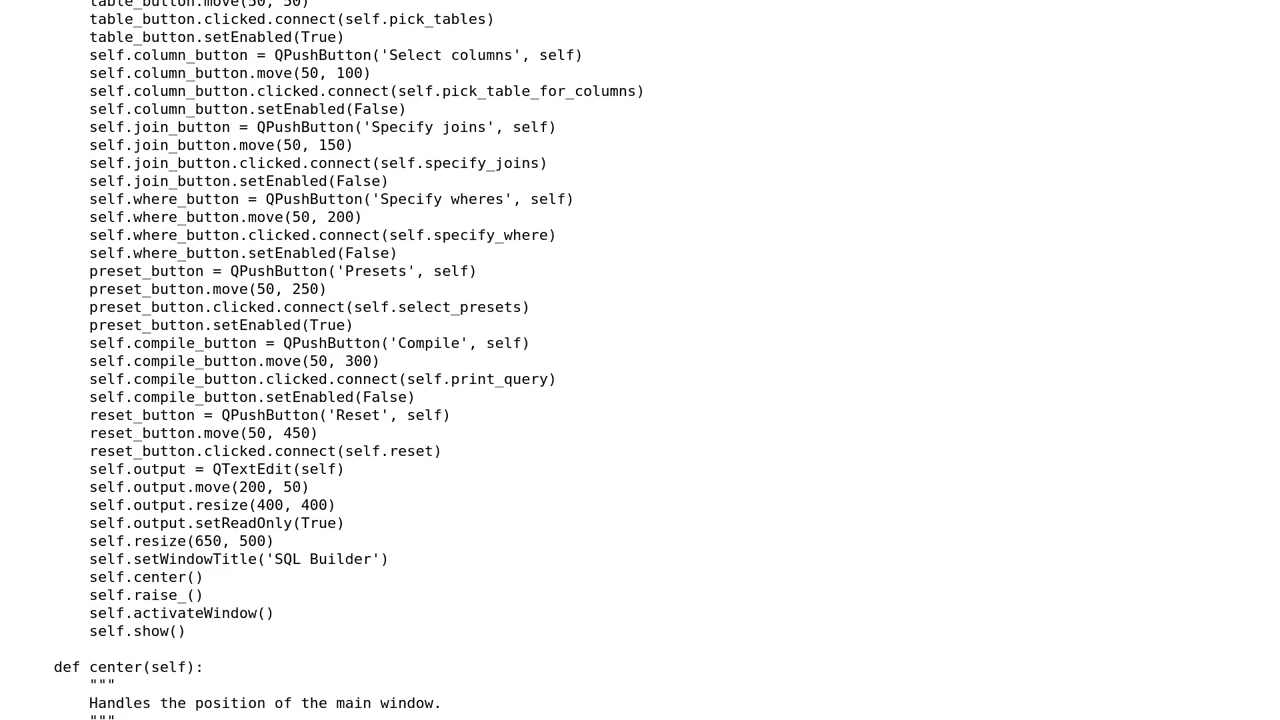 table_button.move(50, 50)
table_button.clicked.connect(self.pick_tables)
table_button.setEnabled(True)
self.column_button = QPushButton('Select columns', self)
self.column_button.move(50, 100)
self.column_button.clicked.connect(self.pick_table_for_columns)
self.column_button.setEnabled(False)
self.join_button = QPushButton('Specify joins', self)
self.join_button.move(50, 150)
self.join_button.clicked.connect(self.specify_joins)
self.join_button.setEnabled(False)
self.where_button = QPushButton('Specify wheres', self)
self.where_button.move(50, 200)
self.where_button.clicked.connect(self.specify_where)
self.where_button.setEnabled(False)
preset_button = QPushButton('Presets', self)
preset_button.move(50, 250)
preset_button.clicked.connect(self.select_presets)
preset_button.setEnabled(True)
self.compile_button = QPushButton('Compile', self)
self.compile_button.move(50, 300)
self.compile_button.clicked.connect(self.print_query)
self.compile_button.setEnabled(False)
reset_button = QPushButton('Reset', self)
reset_button.move(50, 450)
reset_button.clicked.connect(self.reset)
self.output = QTextEdit(self)
self.output.move(200, 50)
self.output.resize(400, 400)
self.output.setReadOnly(True)
self.resize(650, 500)
self.setWindowTitle('SQL Builder')
self.center()
self.raise_()
self.activateWindow()
self.show()
def center(self):
"""
Handles the position of the main window.
"""